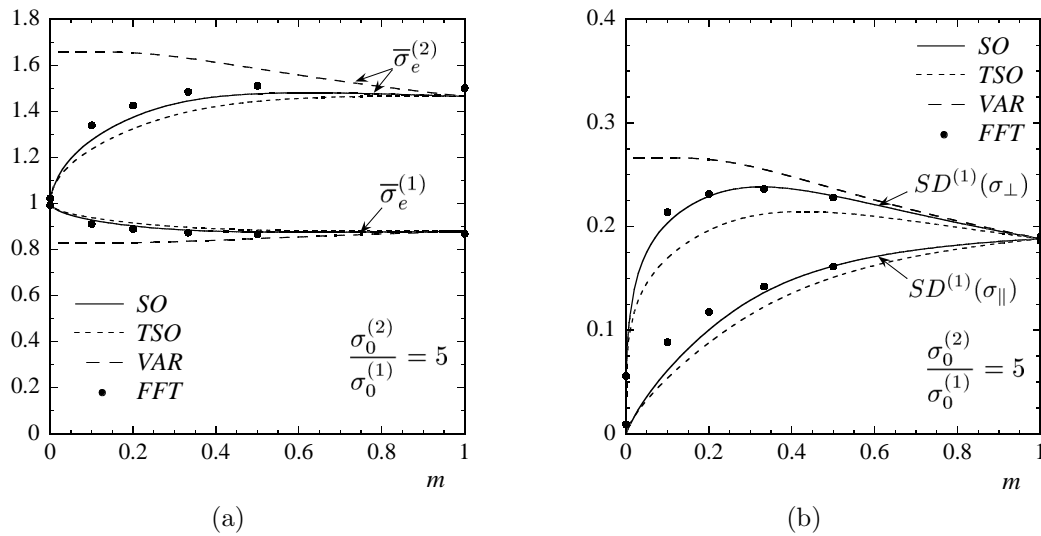 1.8
1.6
1.4
1.2
1
0.8
0.6
0.4
0.2
0
0 0.2 0.4 0.6 0.8 1
m
σ̅ₑ⁽²⁾
σ̅ₑ⁽¹⁾
SO
TSO
VAR
FFT
σ₀⁽²⁾/σ₀⁽¹⁾ = 5
(a)
0.4
0.3
0.2
0.1
0
0 0.2 0.4 0.6 0.8 1
m
SO
TSO
VAR
FFT
SD⁽¹⁾(σ⊥)
SD⁽¹⁾(σ∥)
σ₀⁽²⁾/σ₀⁽¹⁾ = 5
(b)